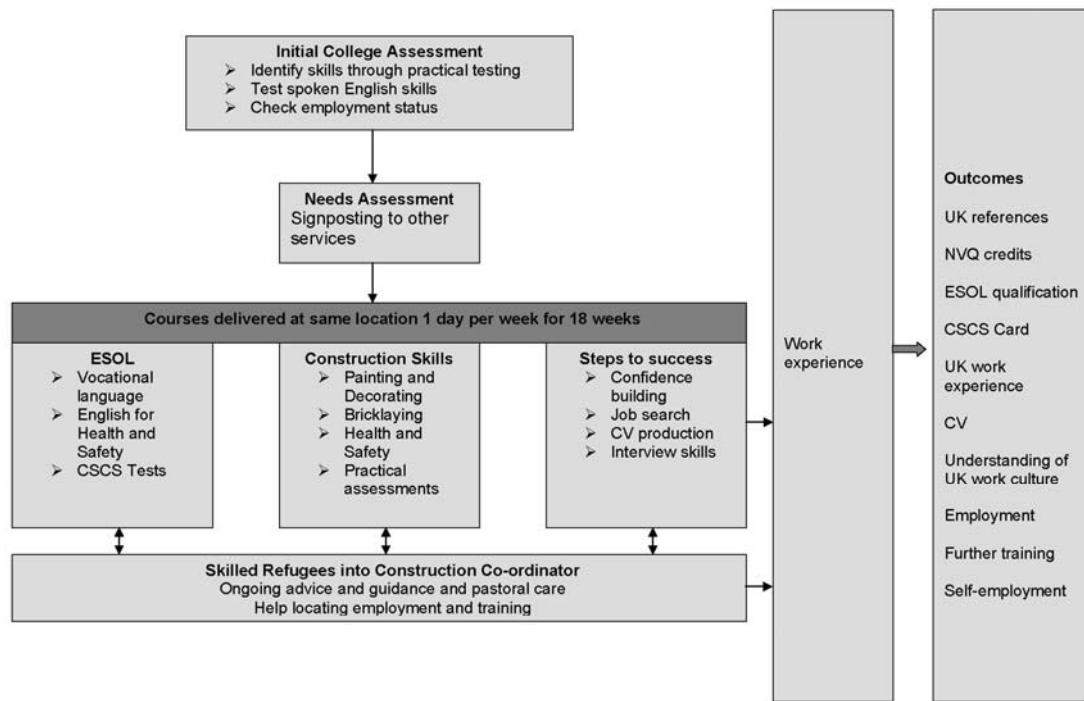 Initial College Assessment
➢ Identify skills through practical testing
➢ Test spoken English skills
➢ Check employment status
Needs Assessment
Signposting to other
services
Courses delivered at same location 1 day per week for 18 weeks
ESOL
➢ Vocational
language
➢ English for
Health and
Safety
➢ CSCS Tests
Construction Skills
➢ Painting and
Decorating
➢ Bricklaying
➢ Health and
Safety
➢ Practical
assessments
Steps to success
➢ Confidence
building
➢ Job search
➢ CV production
➢ Interview skills
Skilled Refugees into Construction Co-ordinator
Ongoing advice and guidance and pastoral care
Help locating employment and training
Work
experience
Outcomes
UK references
NVQ credits
ESOL qualification
CSCS Card
UK work
experience
CV
Understanding of
UK work culture
Employment
Further training
Self-employment